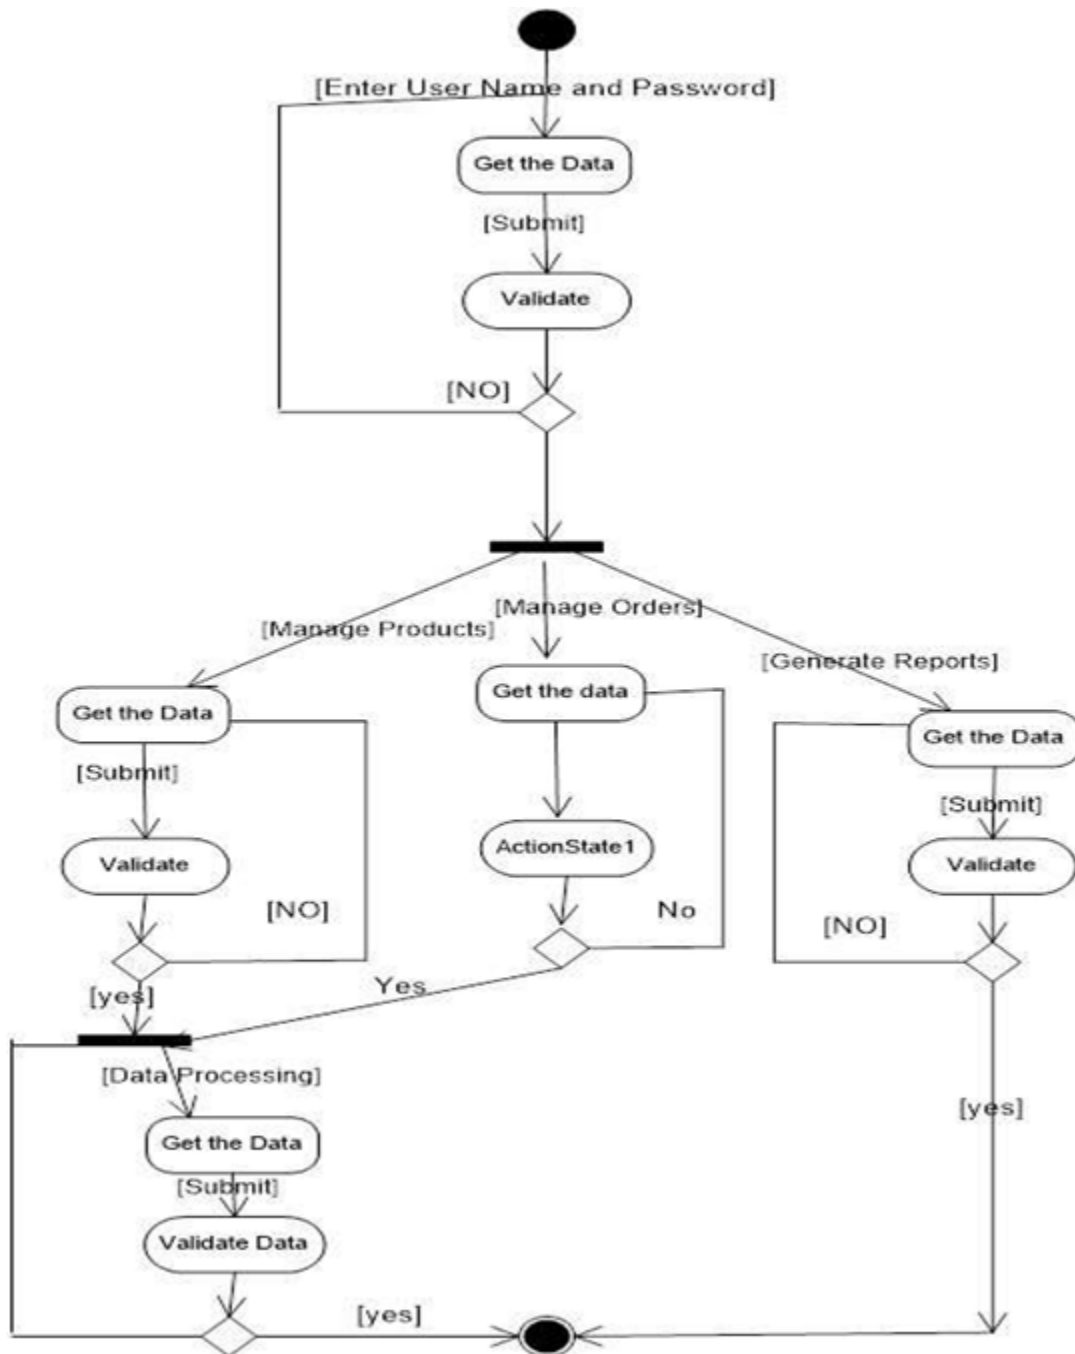 [Enter User Name and Password]
Get the Data
[Submit]
Validate
[NO]
[Manage Products]
[Manage Orders]
[Generate Reports]
Get the Data
Get the data
Get the Data
[Submit]
[Submit]
Validate
ActionState1
Validate
[NO]
No
[NO]
[yes]
Yes
[Data Processing]
[yes]
Get the Data
[Submit]
Validate Data
[yes]